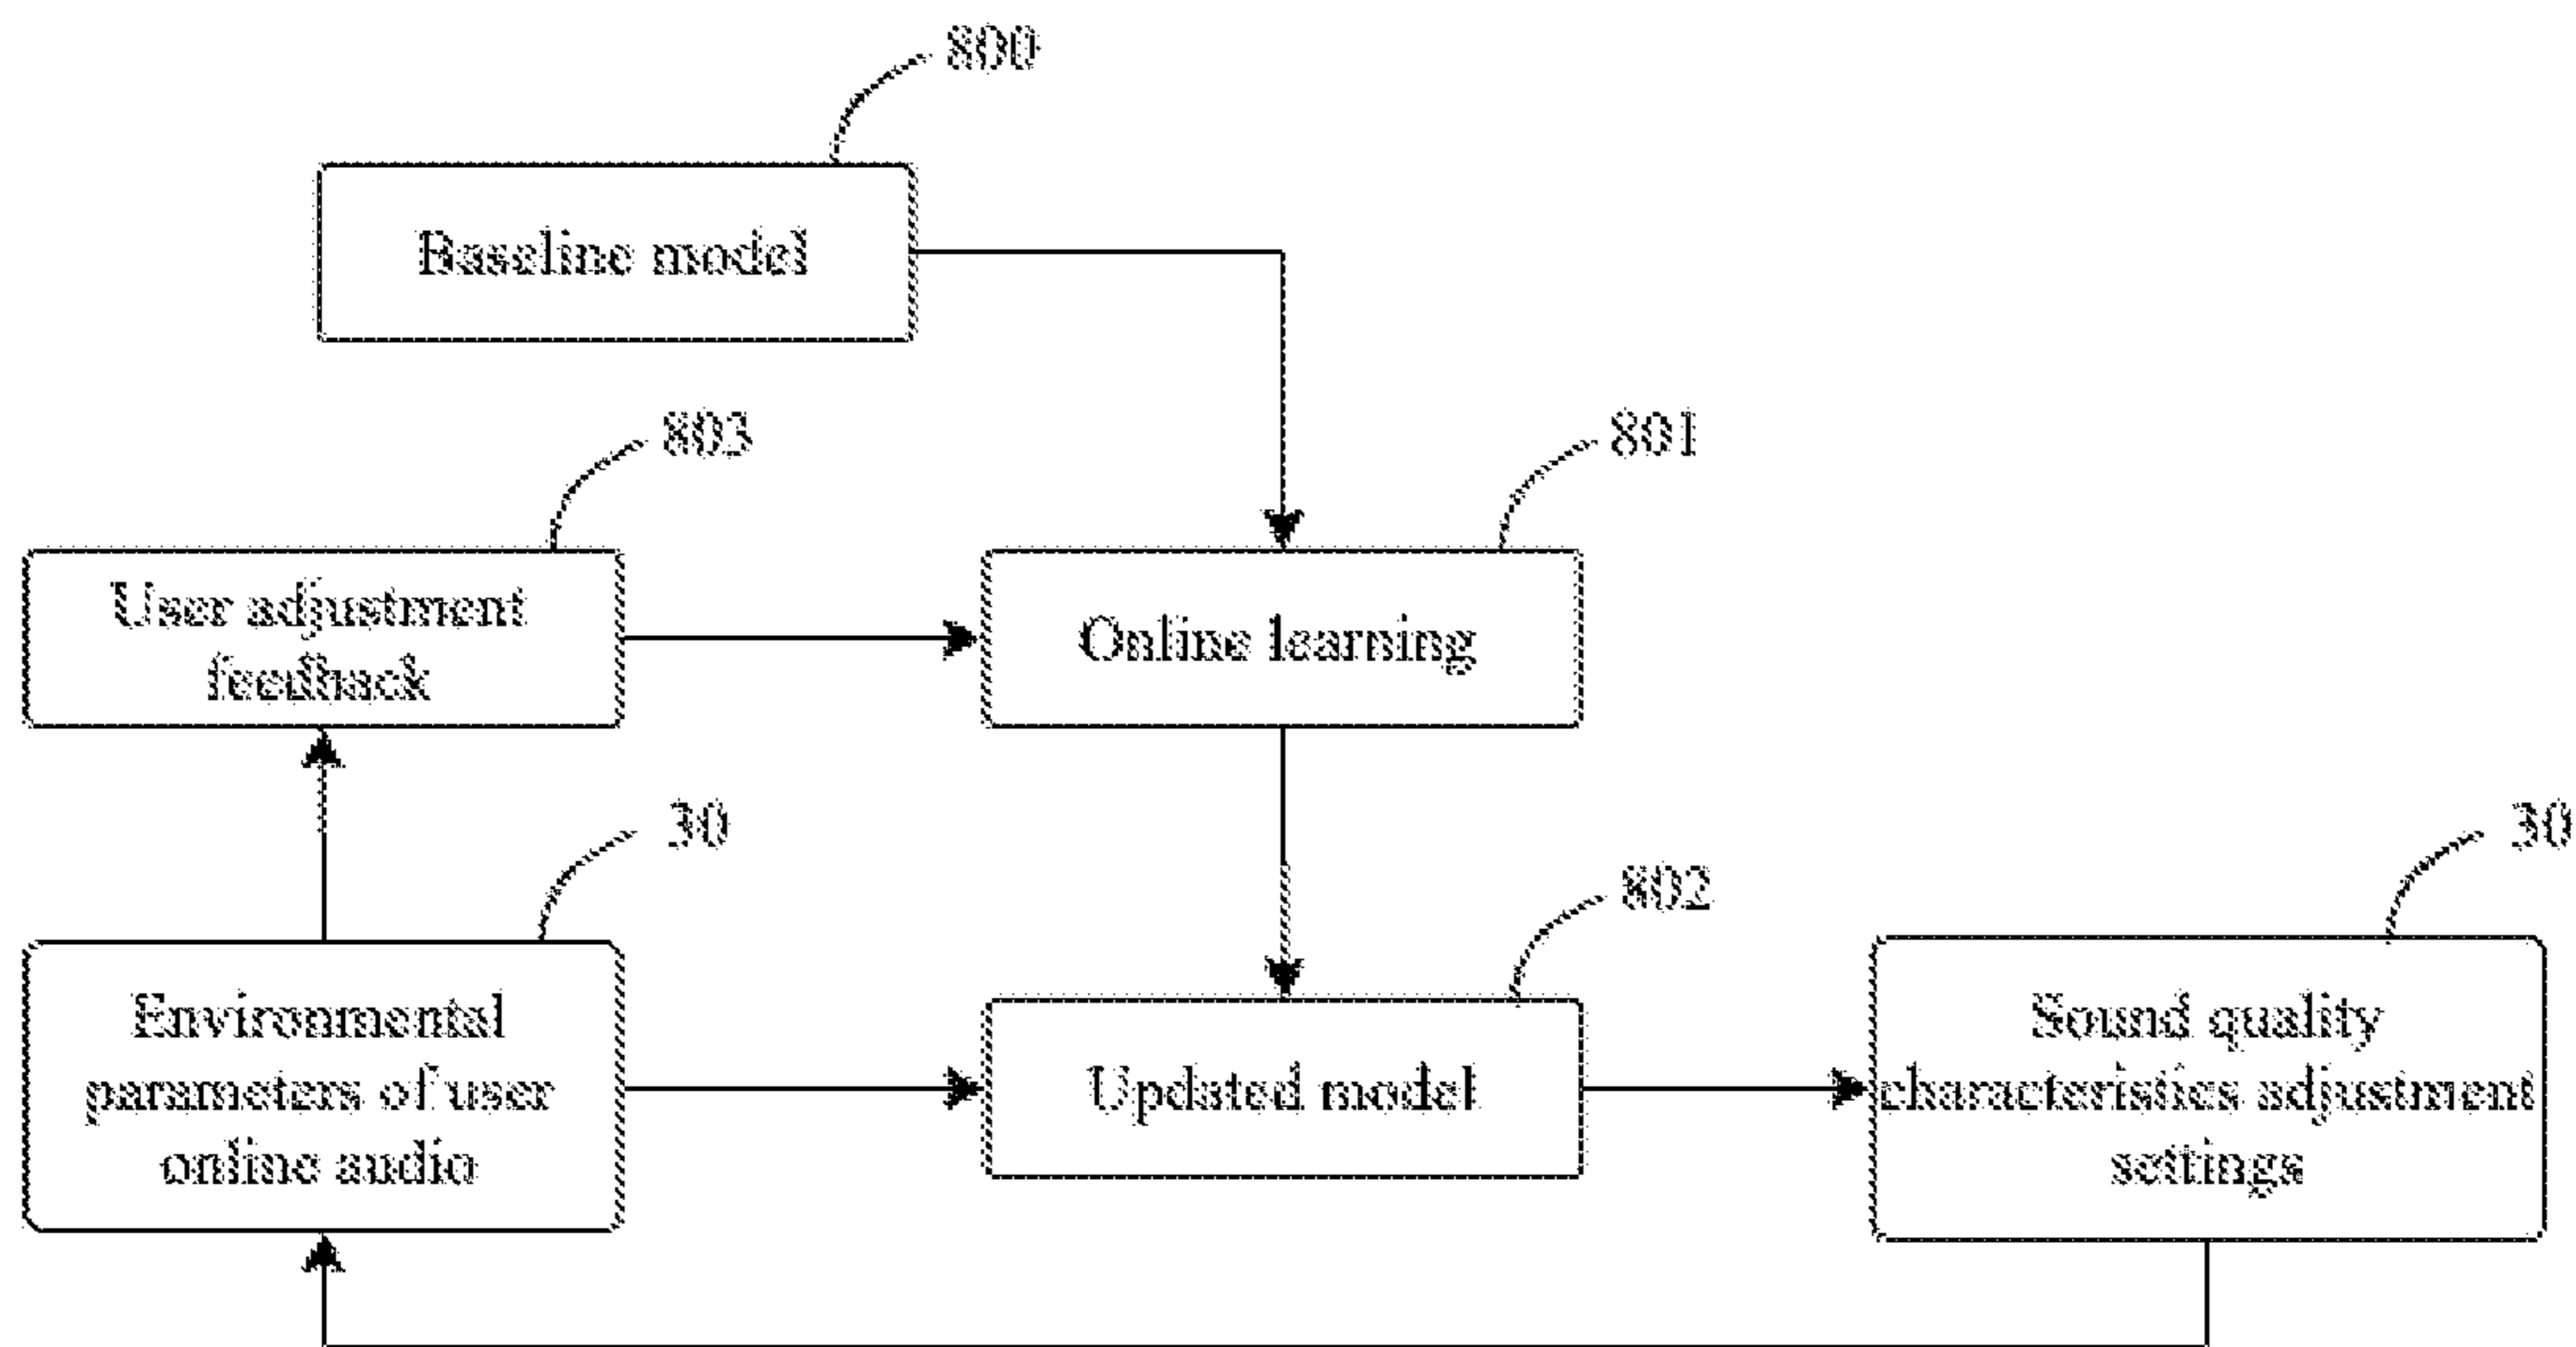 800
Baseline model
803
801
User adjustment
feedback
Online learning
30
802
30
Environmental
parameters of user
online audio
Updated model
Sound quality
characteristics adjustment
settings